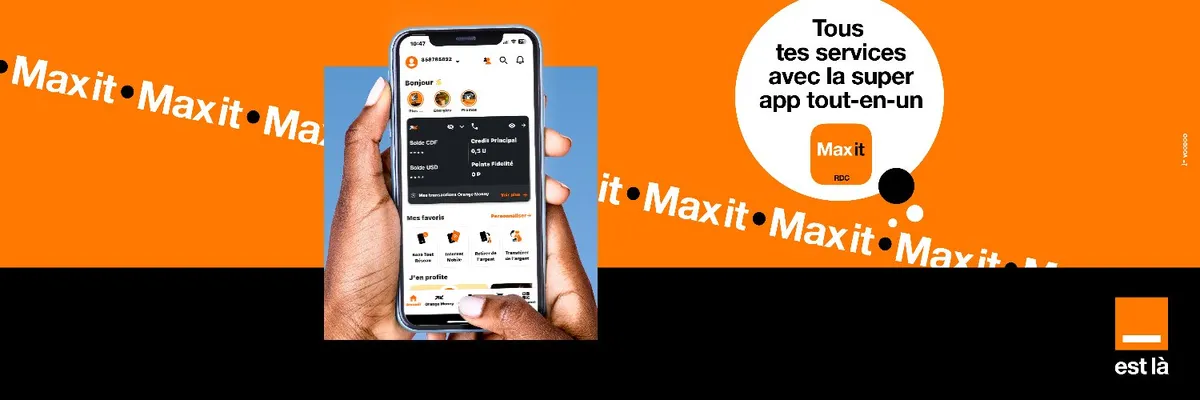 Max it • Max it • Ma
it • Max it • Max it • Max it •
10:47
Bonjour
Solde CDF
Crédit Principal
0,5 U
Solde USD
Points Fidélité
0 P
Mes transactions Orange Money
Voir plus
Mes favoris
Personnaliser
Sans Tout Réseau
Internet Mobile
Retirer de l'argent
Transférer de l'argent
J'en profite
Accueil
Orange Money
Tous
tes services
avec la super
app tout-en-un
Max it
RDC
est là